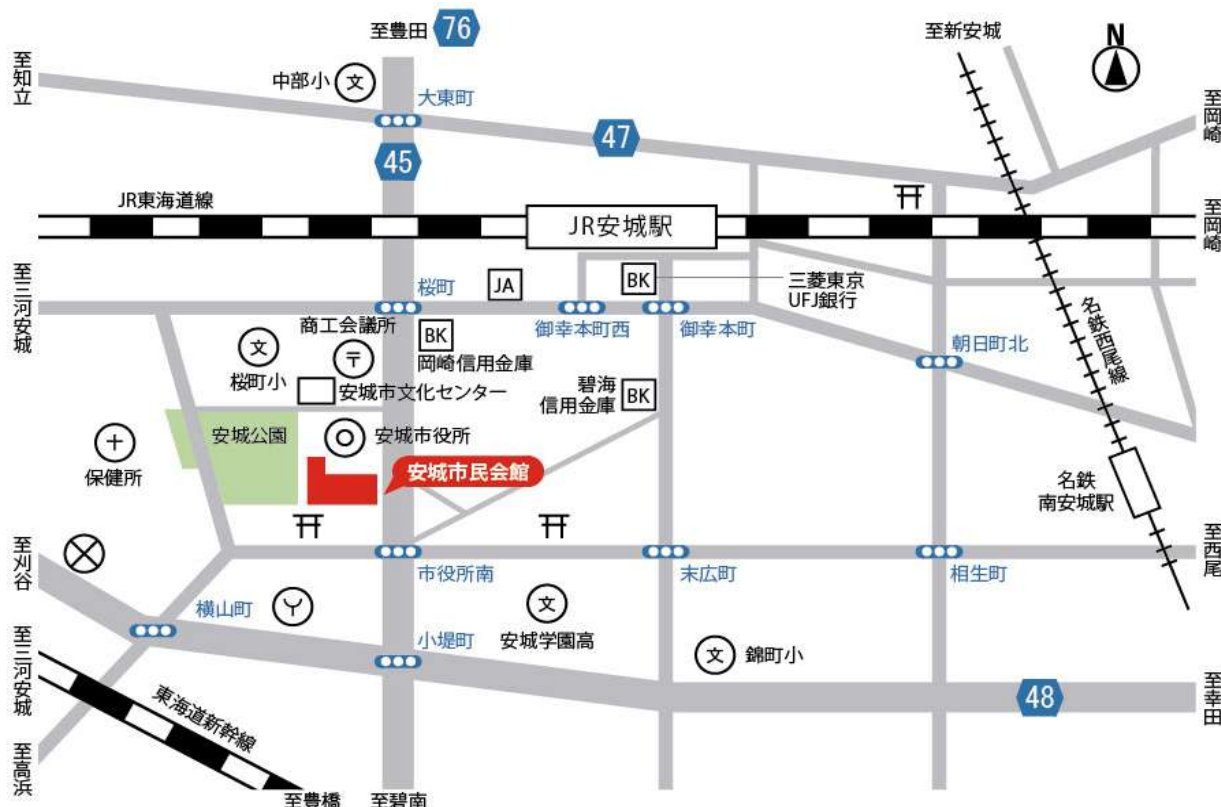 至豊田 76
至新安城
N
至知立
中部小 文
大東町
47
至岡崎
45
JR東海道線
JR安城駅
至岡崎
至三河安城
桜町
JA
BK
三菱東京
UFJ銀行
商工会議所
BK
御幸本町西
御幸本町
名鉄西尾線
朝日町北
文
桜町小
〒
岡崎信用金庫
安城市文化センター
碧海
信用金庫
BK
安城公園
安城市役所
保健所
安城市民会館
名鉄
南安城駅
至刈谷
至西尾
市役所南
末広町
相生町
横山町
文
安城学園高
小堤町
文 錦町小
至三河安城
東海道新幹線
48
至幸田
至高浜
至豊橋
至碧南